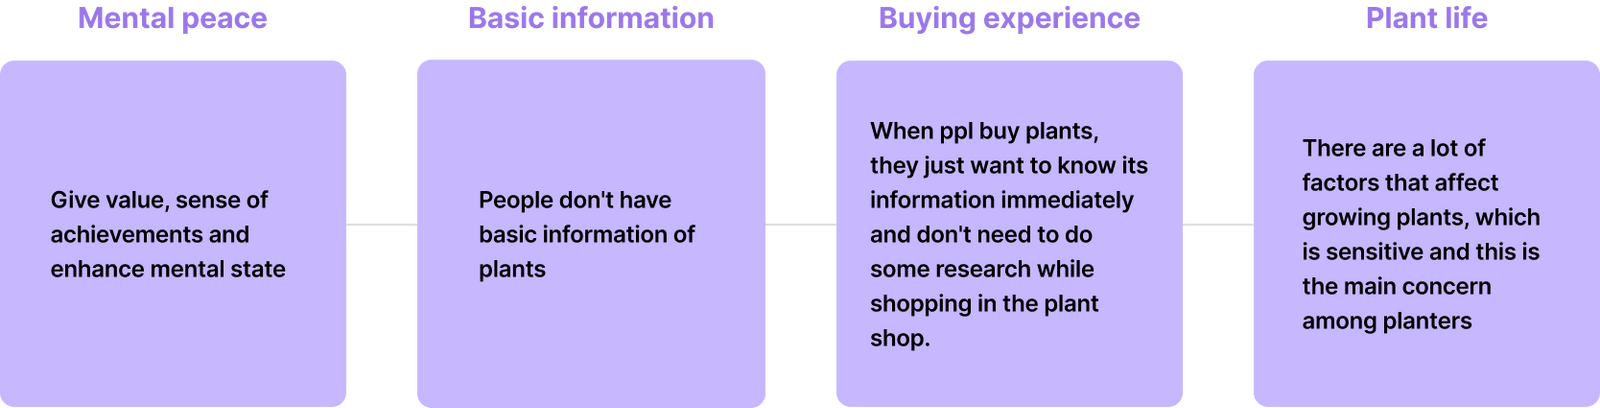 Mental peace
Give value, sense of
achievements and
enhance mental state
Basic information
People don't have
basic information of
plants
Buying experience
When ppl buy plants,
they just want to know its
information immediately
and don't need to do
some research while
shopping in the plant
shop.
Plant life
There are a lot of
factors that affect
growing plants, which
is sensitive and this is
the main concern
among planters